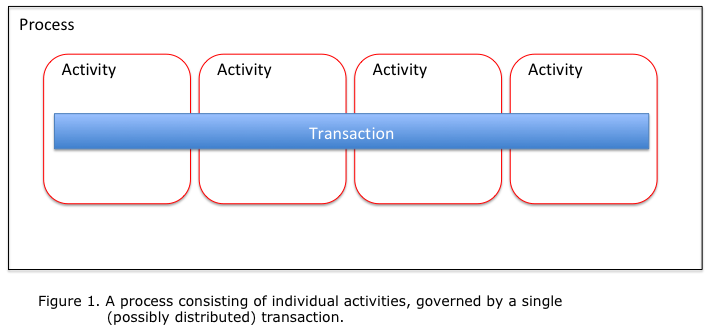 Process
Activity Activity Activity Activity
Transaction
Figure 1. A process consisting of individual activities, governed by a single
(possibly distributed) transaction.